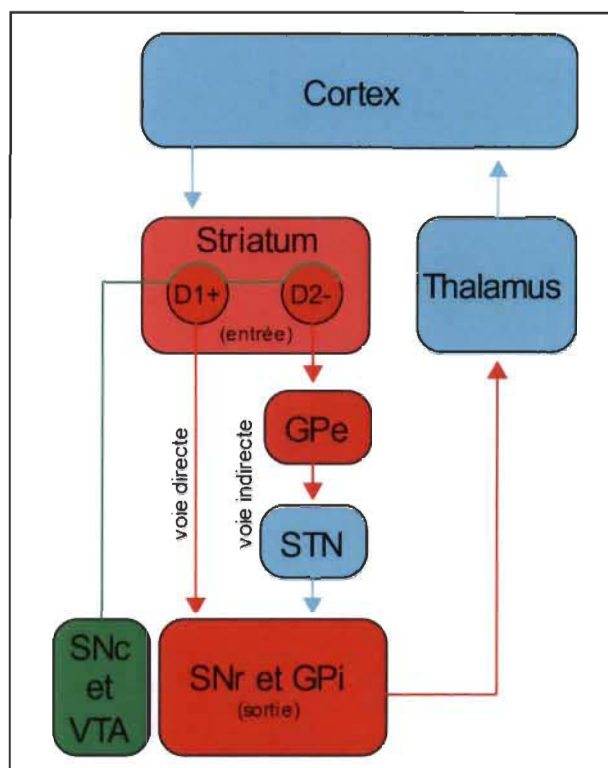 Cortex
Striatum
D1+
D2-
(entrée)
Thalamus
GPe
voie directe
voie indirecte
STN
SNc
et
VTA
SNr et GPi
(sortie)